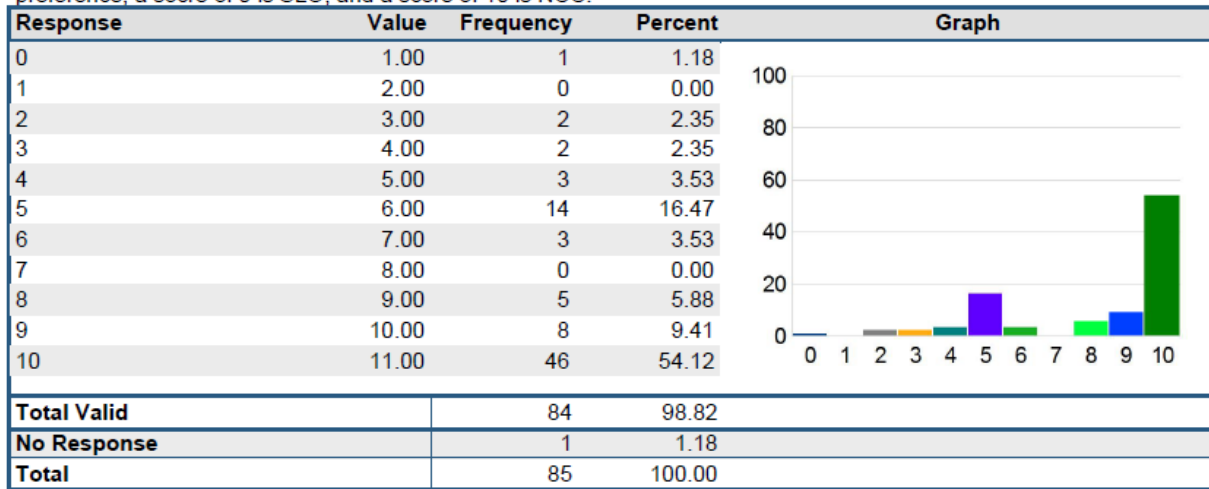 Response Value Frequency Percent Graph
0 1.00 1 1.18
1 2.00 0 0.00
2 3.00 2 2.35
3 4.00 2 2.35
4 5.00 3 3.53
5 6.00 14 16.47
6 7.00 3 3.53
7 8.00 0 0.00
8 9.00 5 5.88
9 10.00 8 9.41
10 11.00 46 54.12
100
80
60
40
20
0
0 1 2 3 4 5 6 7 8 9 10
Total Valid 84 98.82
No Response 1 1.18
Total 85 100.00